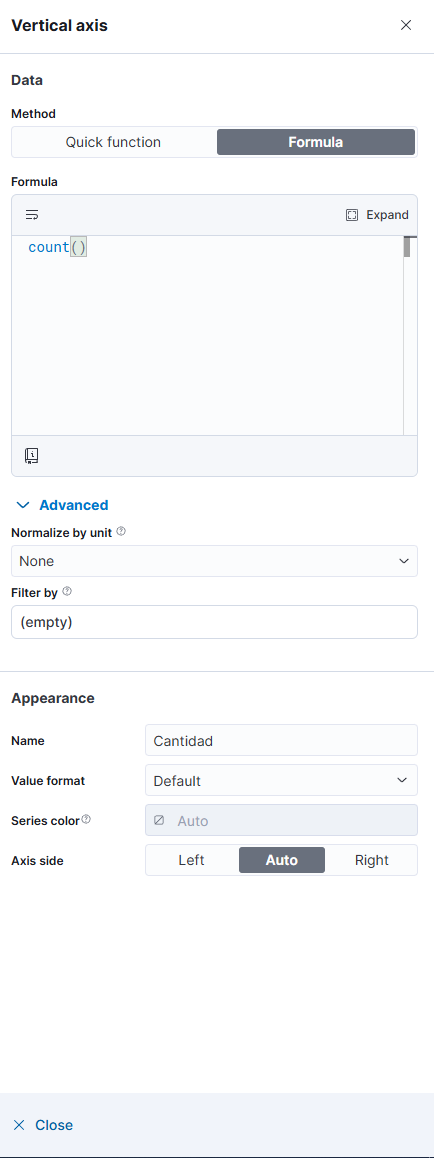 Vertical axis
Data
Method
Quick function Formula
Formula
Expand
count()
Advanced
Normalize by unit
None
Filter by
(empty)
Appearance
Name Cantidad
Value format Default
Series color Auto
Axis side Left Auto Right
Close